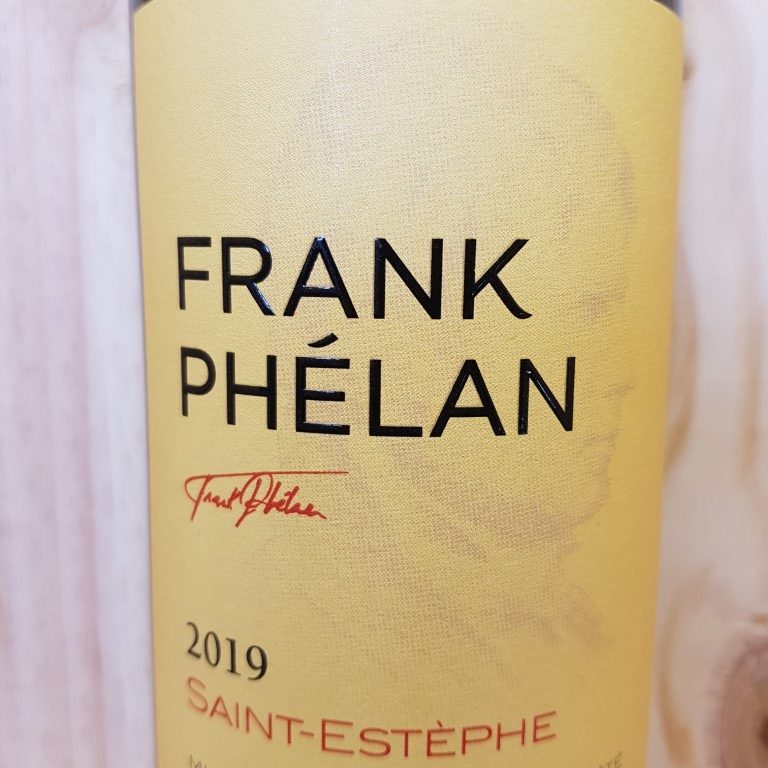 FRANK
PHÉLAN
Frank Phélan
2019
SAINT-ESTÈPHE